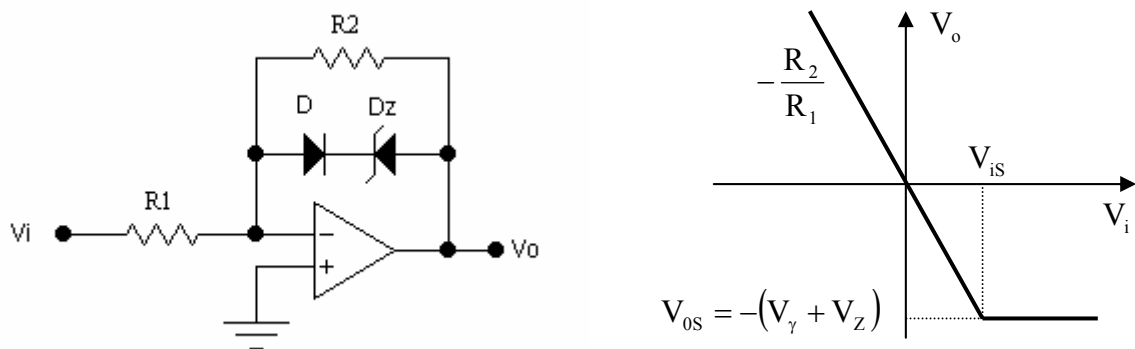 R2
D Dz
R1
Vi
−
+
Vo
V_o
−R_2/R_1
V_iS
V_i
V_0S = −(V_γ + V_Z)